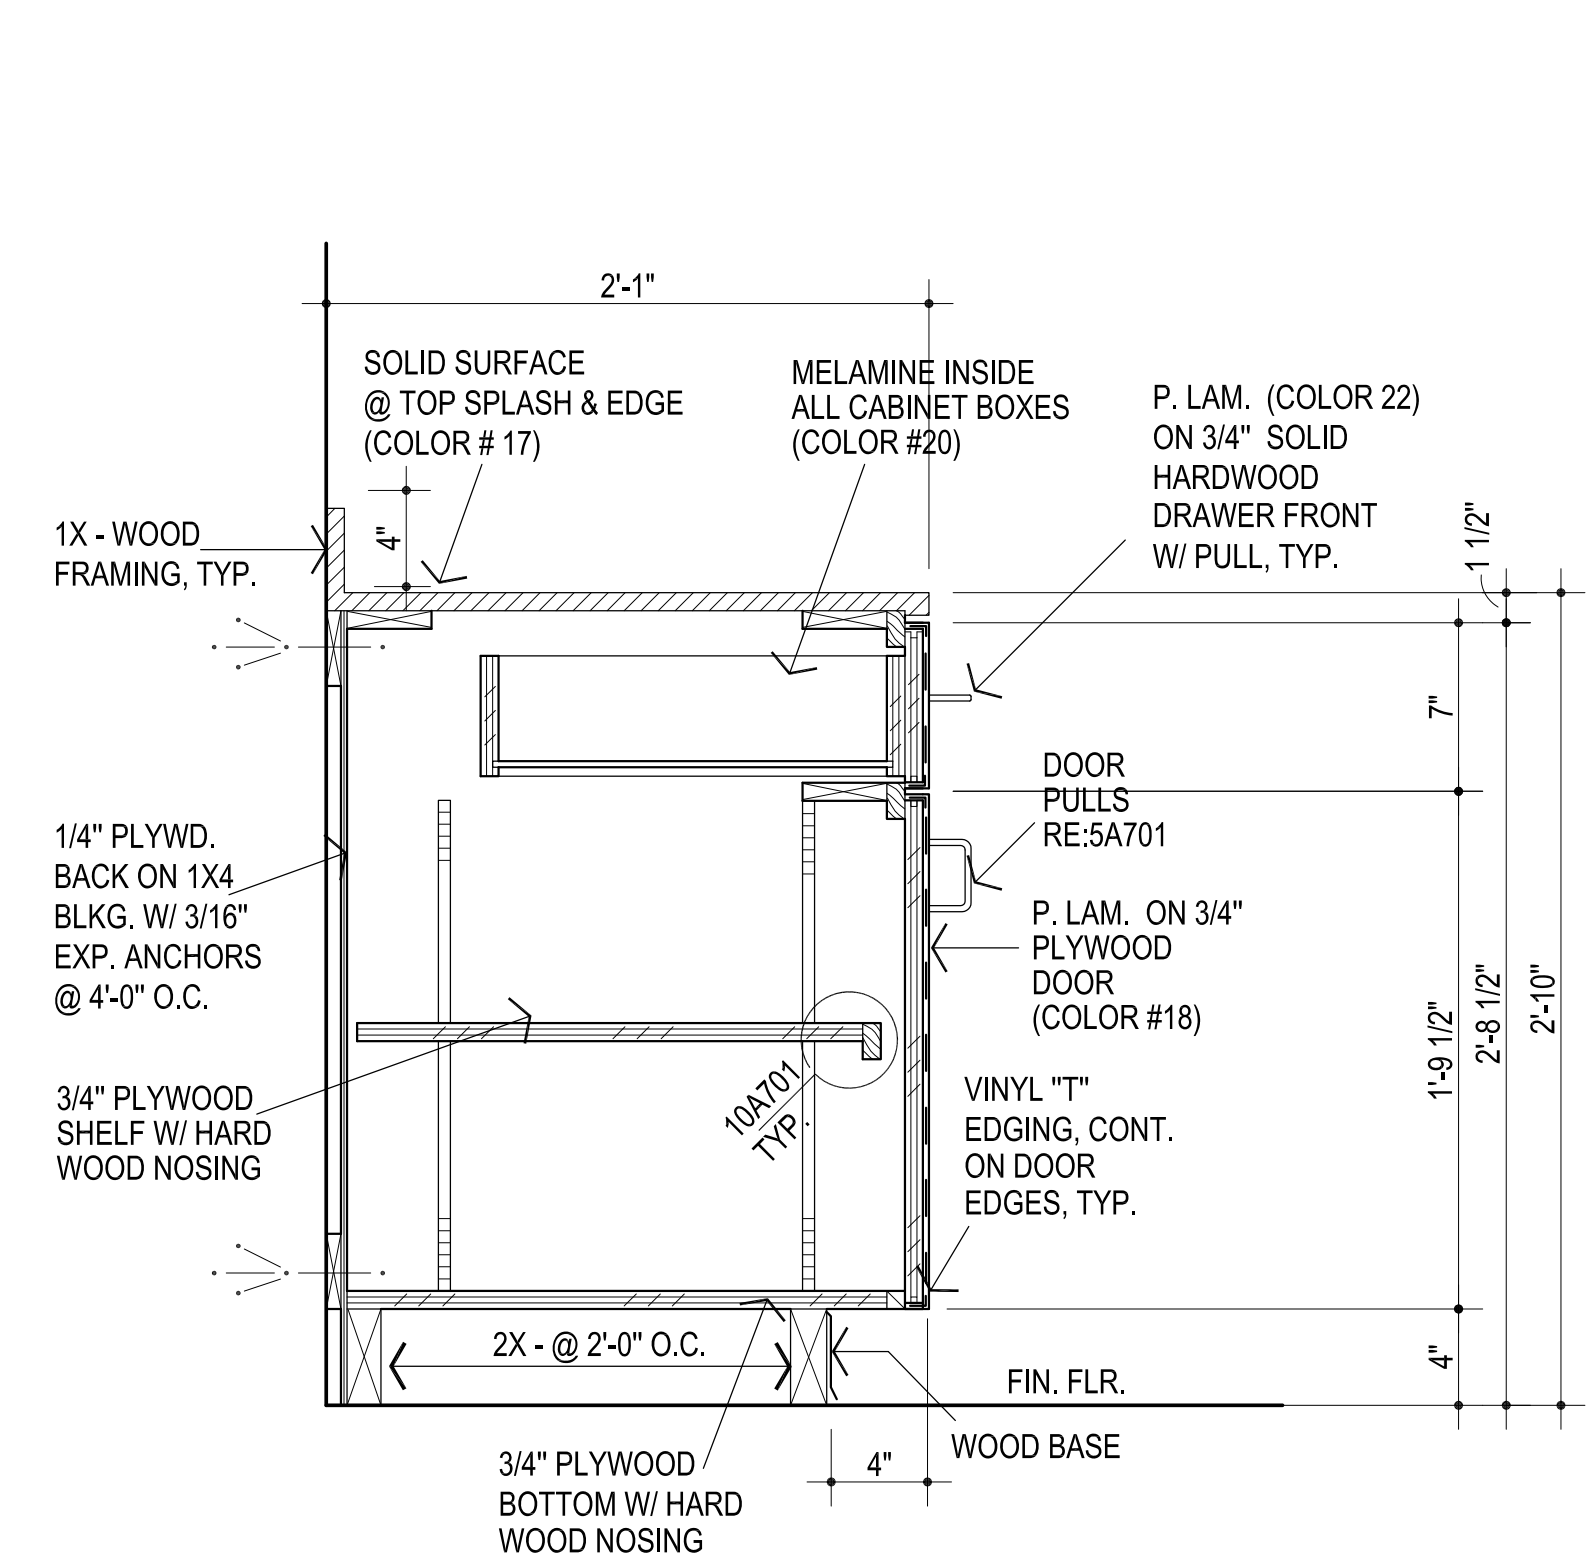 2'-1"
SOLID SURFACE
@ TOP SPLASH & EDGE
(COLOR # 17)
MELAMINE INSIDE
ALL CABINET BOXES
(COLOR #20)
P. LAM. (COLOR 22)
ON 3/4" SOLID
HARDWOOD
DRAWER FRONT
W/ PULL, TYP.
1X - WOOD
FRAMING, TYP.
4"
1 1/2"
7"
DOOR
PULLS
RE:5A701
1/4" PLYWD.
BACK ON 1X4
BLKG. W/ 3/16"
EXP. ANCHORS
@ 4'-0" O.C.
P. LAM. ON 3/4"
PLYWOOD
DOOR
(COLOR #18)
1'-9 1/2"
2'-8 1/2"
2'-10"
3/4" PLYWOOD
SHELF W/ HARD
WOOD NOSING
10A701
TYP.
VINYL "T"
EDGING, CONT.
ON DOOR
EDGES, TYP.
2X - @ 2'-0" O.C.
4"
FIN. FLR.
WOOD BASE
4"
3/4" PLYWOOD
BOTTOM W/ HARD
WOOD NOSING